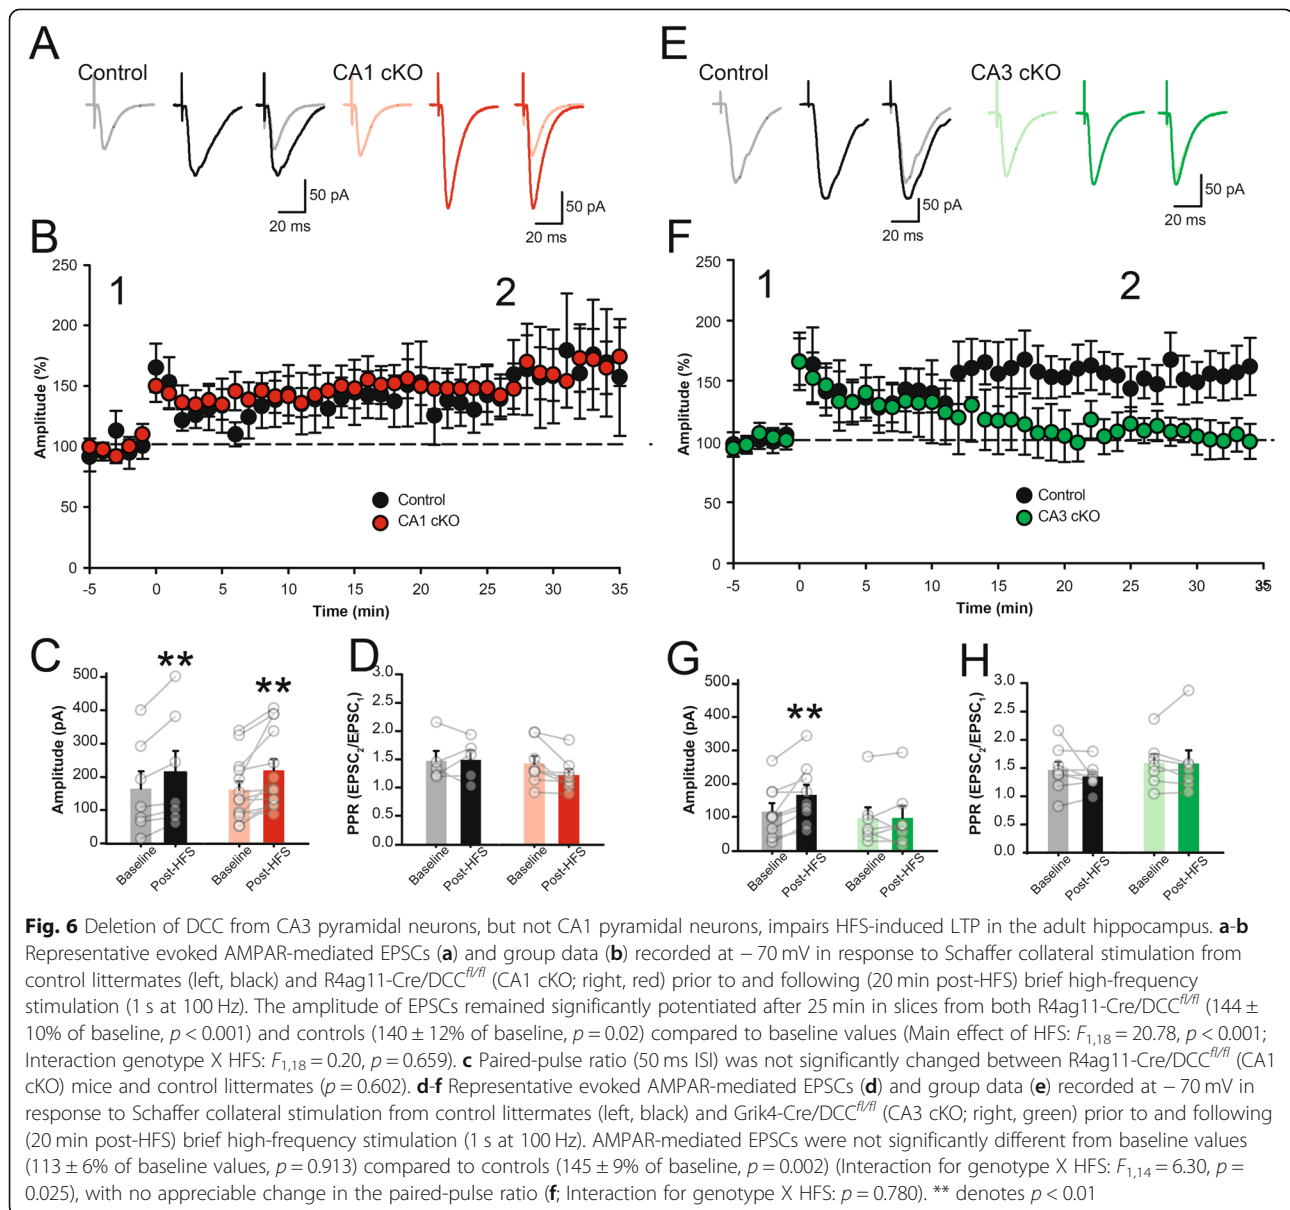 A
Control
CA1 cKO
50 pA
20 ms
50 pA
20 ms
E
Control
CA3 cKO
50 pA
20 ms
50 pA
20 ms
B
1
2
Amplitude (%)
250
200
150
100
50
0
Control
CA1 cKO
-5 0 5 10 15 20 25 30 35
Time (min)
F
1
2
Amplitude (%)
250
200
150
100
50
0
Control
CA3 cKO
-5 0 5 10 15 20 25 30 35
Time (min)
C
**
**
Amplitude (pA)
500
400
300
200
100
0
Baseline Post-HFS Baseline Post-HFS
D
PPR (EPSC2/EPSC1)
3.0
2.5
2.0
1.5
1.0
0.5
0.0
Baseline Post-HFS Baseline Post-HFS
G
**
Amplitude (pA)
500
400
300
200
100
0
Baseline Post-HFS Baseline Post-HFS
H
PPR (EPSC2/EPSC1)
3.0
2.5
2.0
1.5
1.0
0.5
0.0
Baseline Post-HFS Baseline Post-HFS
Fig. 6 Deletion of DCC from CA3 pyramidal neurons, but not CA1 pyramidal neurons, impairs HFS-induced LTP in the adult hippocampus. a-b
Representative evoked AMPAR-mediated EPSCs (a) and group data (b) recorded at − 70 mV in response to Schaffer collateral stimulation from
control littermates (left, black) and R4ag11-Cre/DCCfl/fl (CA1 cKO; right, red) prior to and following (20 min post-HFS) brief high-frequency
stimulation (1 s at 100 Hz). The amplitude of EPSCs remained significantly potentiated after 25 min in slices from both R4ag11-Cre/DCCfl/fl (144 ±
10% of baseline, p < 0.001) and controls (140 ± 12% of baseline, p = 0.02) compared to baseline values (Main effect of HFS: F1,18 = 20.78, p < 0.001;
Interaction genotype X HFS: F1,18 = 0.20, p = 0.659). c Paired-pulse ratio (50 ms ISI) was not significantly changed between R4ag11-Cre/DCCfl/fl (CA1
cKO) mice and control littermates (p = 0.602). d-f Representative evoked AMPAR-mediated EPSCs (d) and group data (e) recorded at − 70 mV in
response to Schaffer collateral stimulation from control littermates (left, black) and Grik4-Cre/DCCfl/fl (CA3 cKO; right, green) prior to and following
(20 min post-HFS) brief high-frequency stimulation (1 s at 100 Hz). AMPAR-mediated EPSCs were not significantly different from baseline values
(113 ± 6% of baseline values, p = 0.913) compared to controls (145 ± 9% of baseline, p = 0.002) (Interaction for genotype X HFS: F1,14 = 6.30, p =
0.025), with no appreciable change in the paired-pulse ratio (f; Interaction for genotype X HFS: p = 0.780). ** denotes p < 0.01